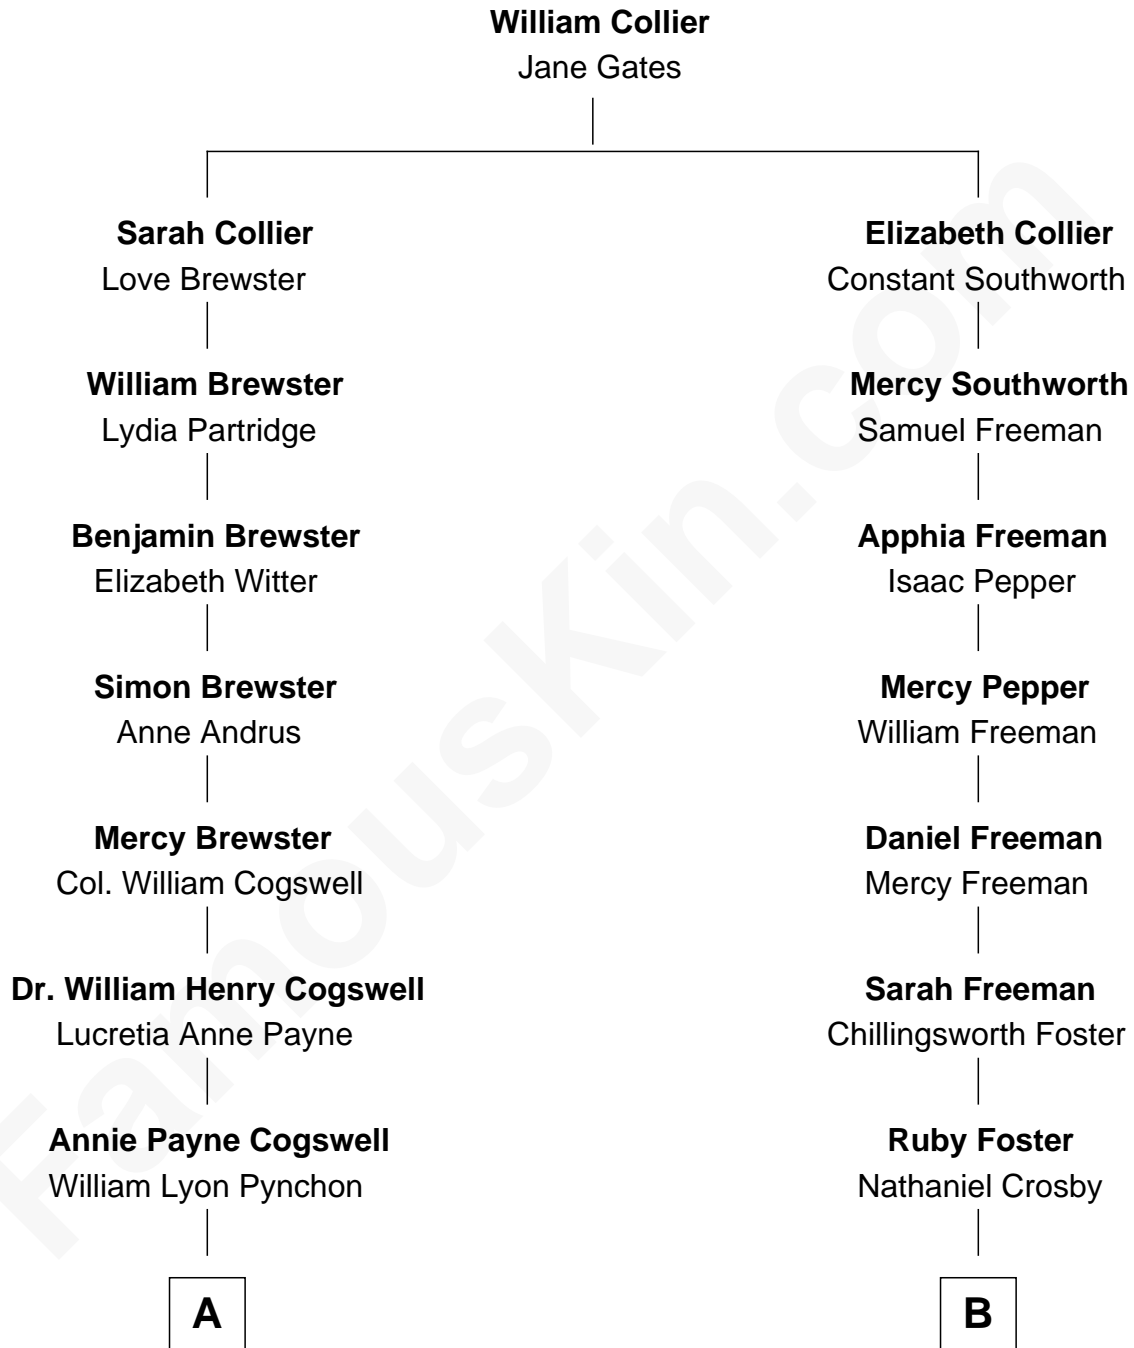 William Collier
Jane Gates
Sarah Collier
Love Brewster
William Brewster
Lydia Partridge
Benjamin Brewster
Elizabeth Witter
Simon Brewster
Anne Andrus
Mercy Brewster
Col. William Cogswell
Dr. William Henry Cogswell
Lucretia Anne Payne
Annie Payne Cogswell
William Lyon Pynchon
A
Elizabeth Collier
Constant Southworth
Mercy Southworth
Samuel Freeman
Apphia Freeman
Isaac Pepper
Mercy Pepper
William Freeman
Daniel Freeman
Mercy Freeman
Sarah Freeman
Chillingsworth Foster
Ruby Foster
Nathaniel Crosby
B
FamousKin.com